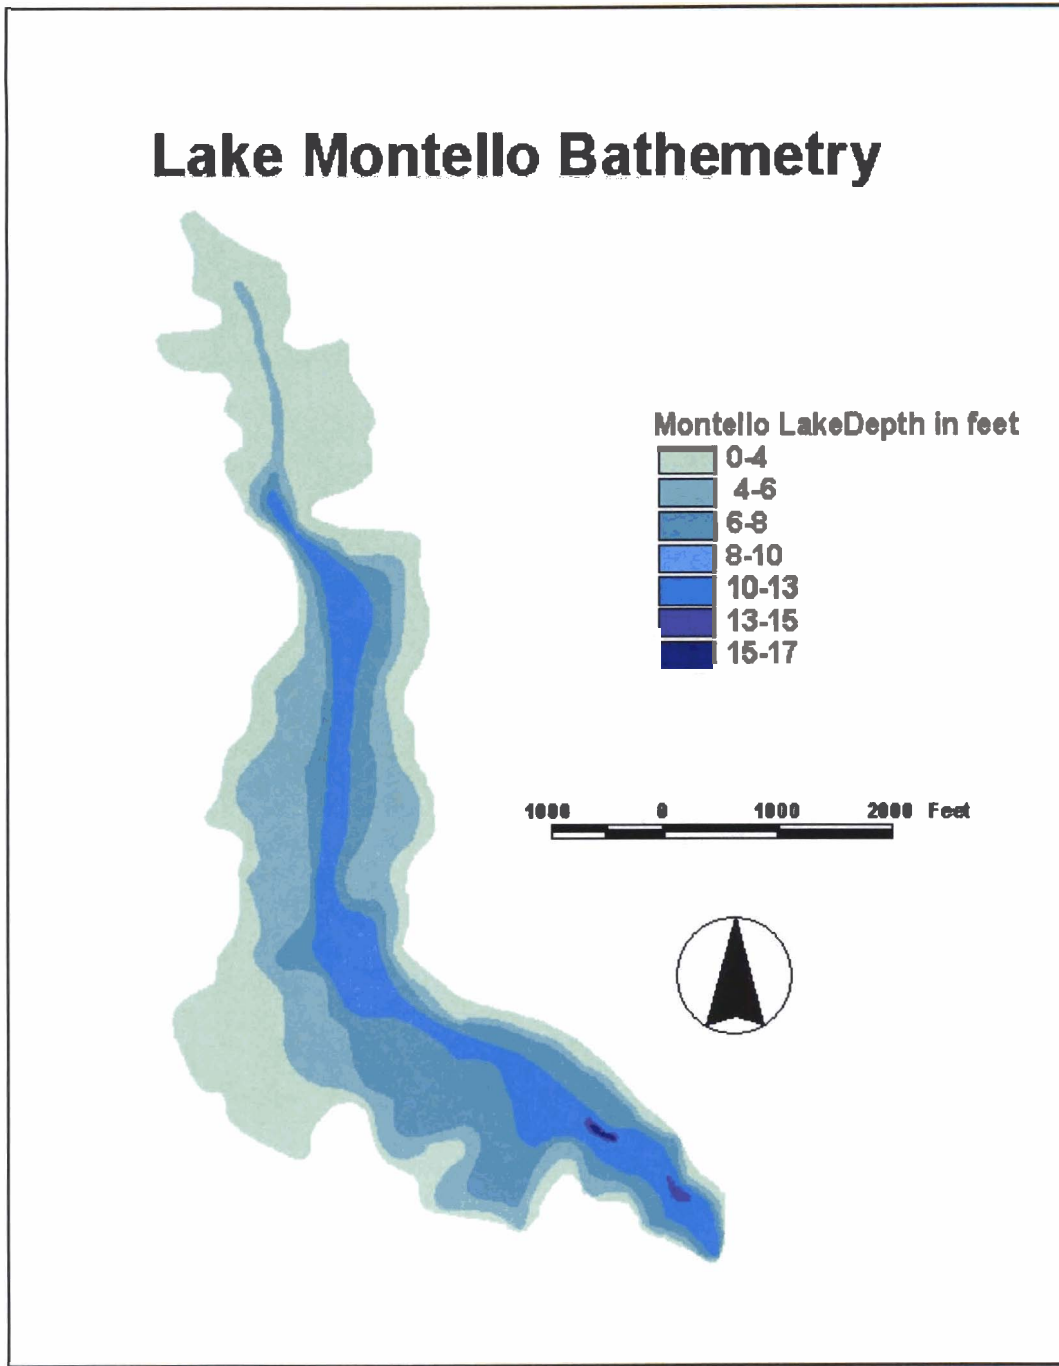 Lake Montello Bathemetry
Montello LakeDepth in feet
0-4
4-6
6-8
8-10
10-13
13-15
15-17
1000 0 1000 2000 Feet